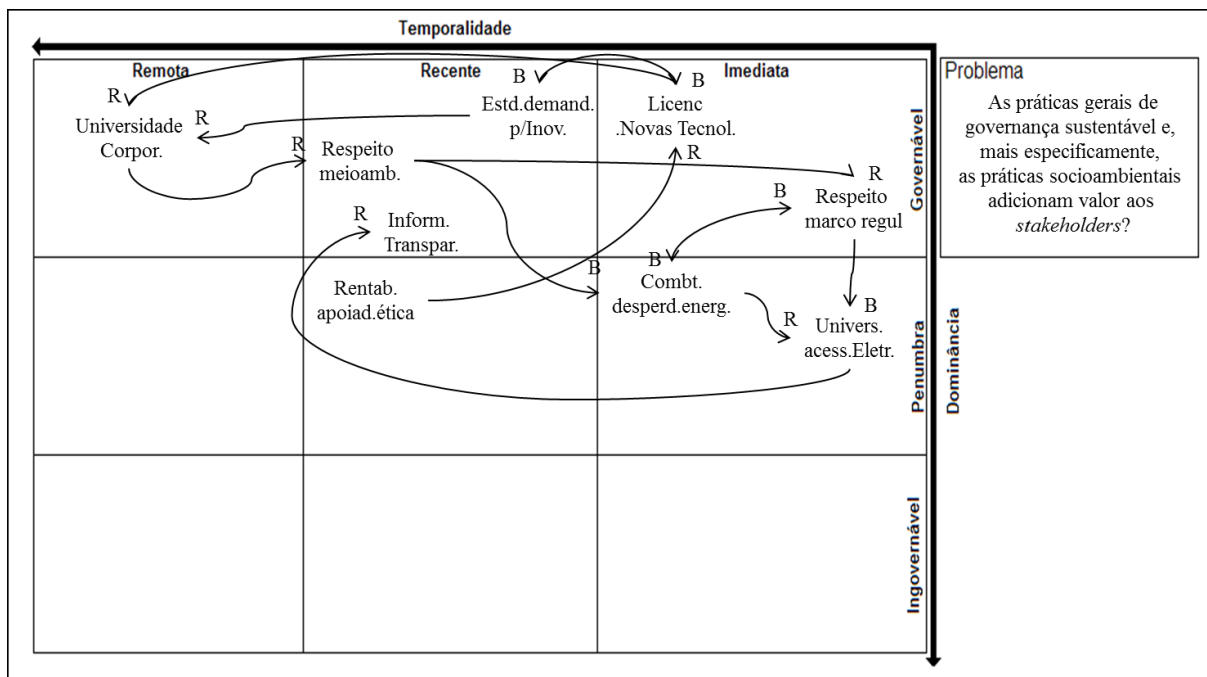 Temporalidade
Remota
Recente
Imediata
Problema
As práticas gerais de
governança sustentável e,
mais especificamente,
as práticas socioambientais
adicionam valor aos
stakeholders?
R
Universidade
Corpor.
R
B
Estd.demand.
p/Inov.
B
Licenc
.Novas Tecnol.
R
R
Respeito
meioamb.
R
B
Respeito
marco regul
R
Inform.
Transpar.
Governável
Rentab.
apoiad.ética
B
B
Combt.
desperd.energ.
B
R
Univers.
acess.Eletr.
Penumbra
Dominância
Ingovernável